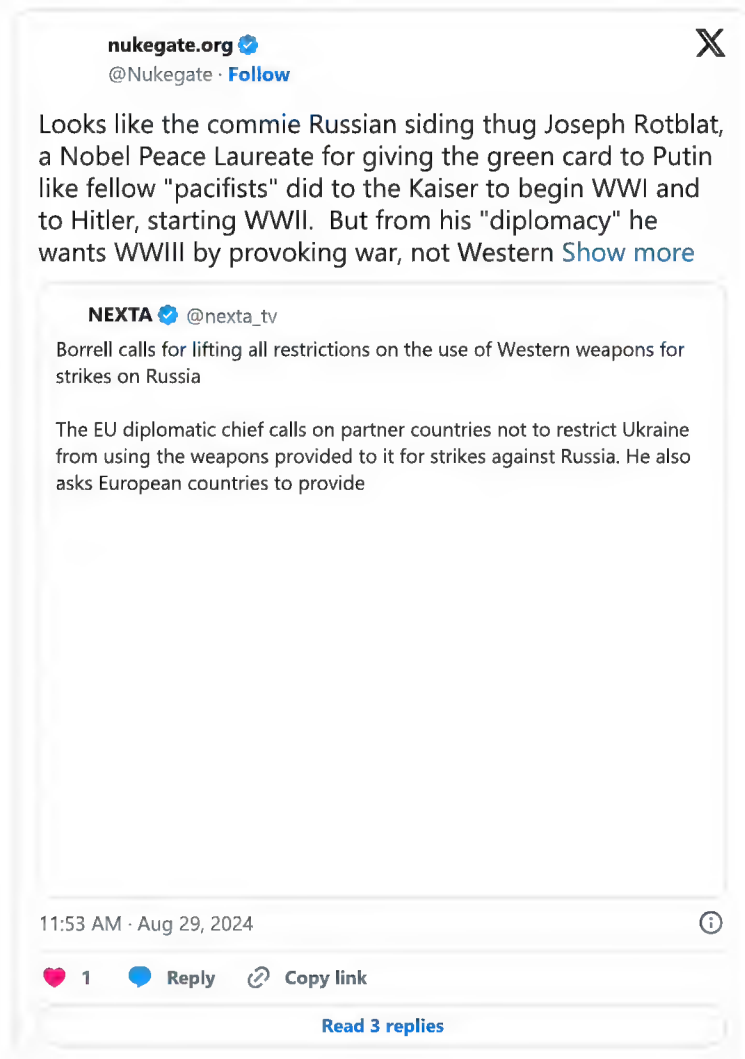 nukegate.org
@Nukegate · Follow
Looks like the commie Russian siding thug Joseph Rotblat,
a Nobel Peace Laureate for giving the green card to Putin
like fellow "pacifists" did to the Kaiser to begin WWI and
to Hitler, starting WWII.  But from his "diplomacy" he
wants WWIII by provoking war, not Western Show more
NEXTA @nexta_tv
Borrell calls for lifting all restrictions on the use of Western weapons for
strikes on Russia
The EU diplomatic chief calls on partner countries not to restrict Ukraine
from using the weapons provided to it for strikes against Russia. He also
asks European countries to provide
11:53 AM · Aug 29, 2024
1 Reply Copy link
Read 3 replies